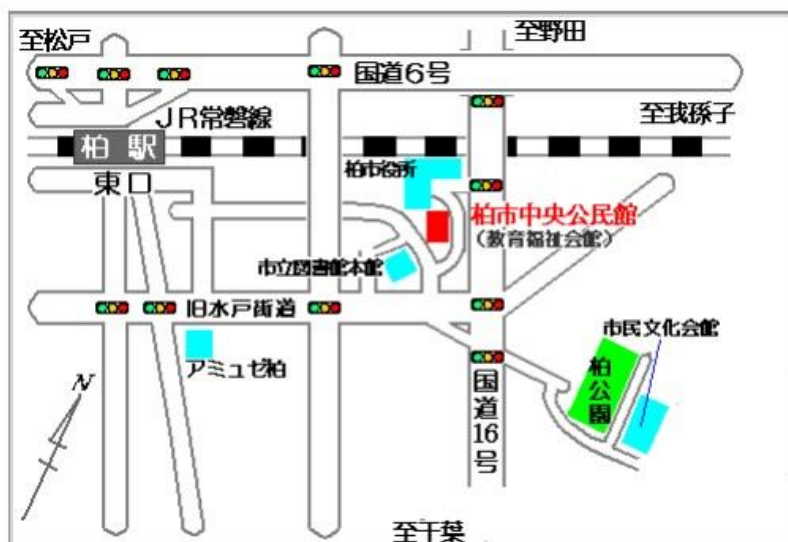 至松戸
至野田
国道6号
JR常磐線
至我孫子
柏駅
東口
柏市役所
柏市中央公民館
(教育福祉会館)
市立図書館本館
旧水戸街道
市民文化会館
アミュゼ柏
柏公園
国道16号
N
至千葉